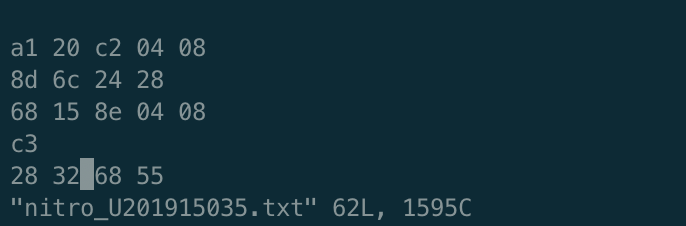 a1 20 c2 04 08
8d 6c 24 28
68 15 8e 04 08
c3
28 32 68 55
"nitro_U201915035.txt" 62L, 1595C